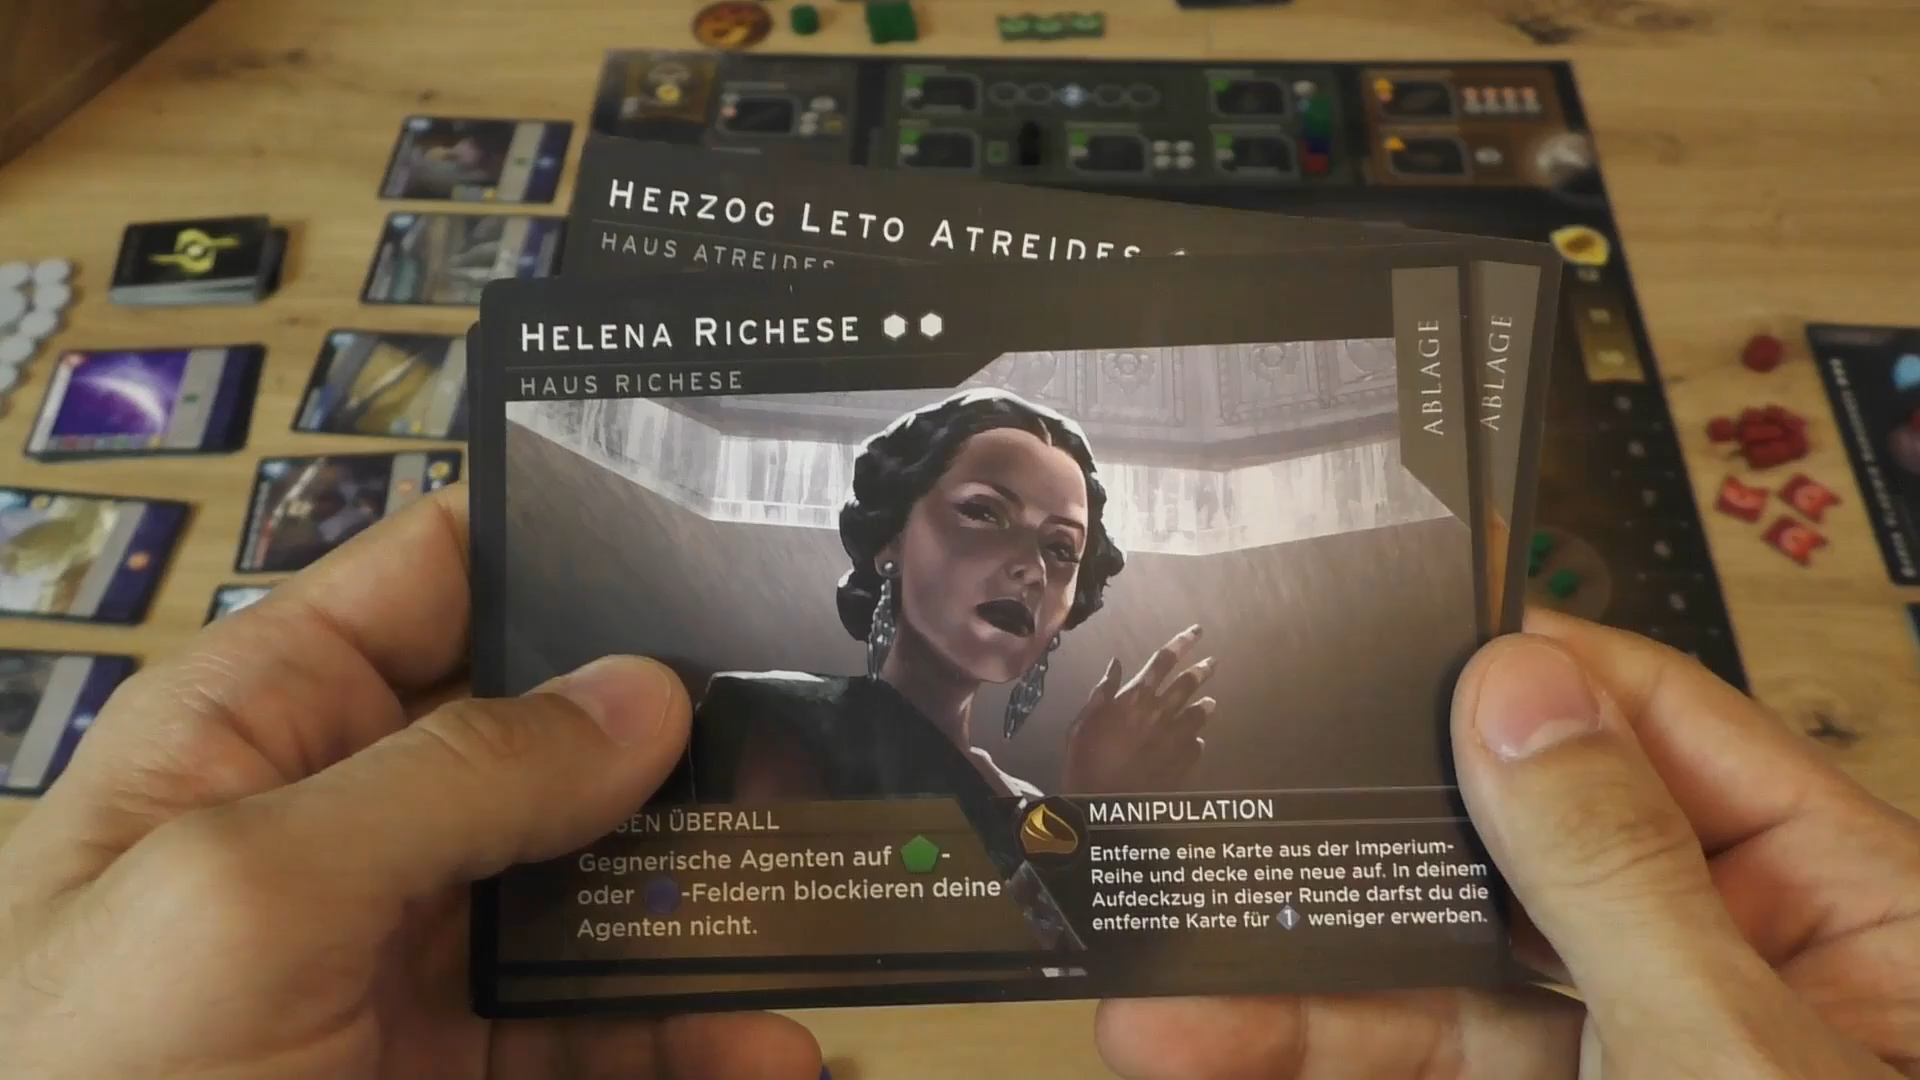 HERZOG LETO ATREIDES
HAUS ATREIDES
HELENA RICHESE
HAUS RICHESE
ABLAGE
ABLAGE
ÜBERALL
Gegnerische Agenten auf -
oder -Feldern blockieren deine
Agenten nicht.
MANIPULATION
Entferne eine Karte aus der Imperium-
Reihe und decke eine neue auf. In deinem
Aufdeckzug in dieser Runde darfst du die
entfernte Karte für 1 weniger erwerben.